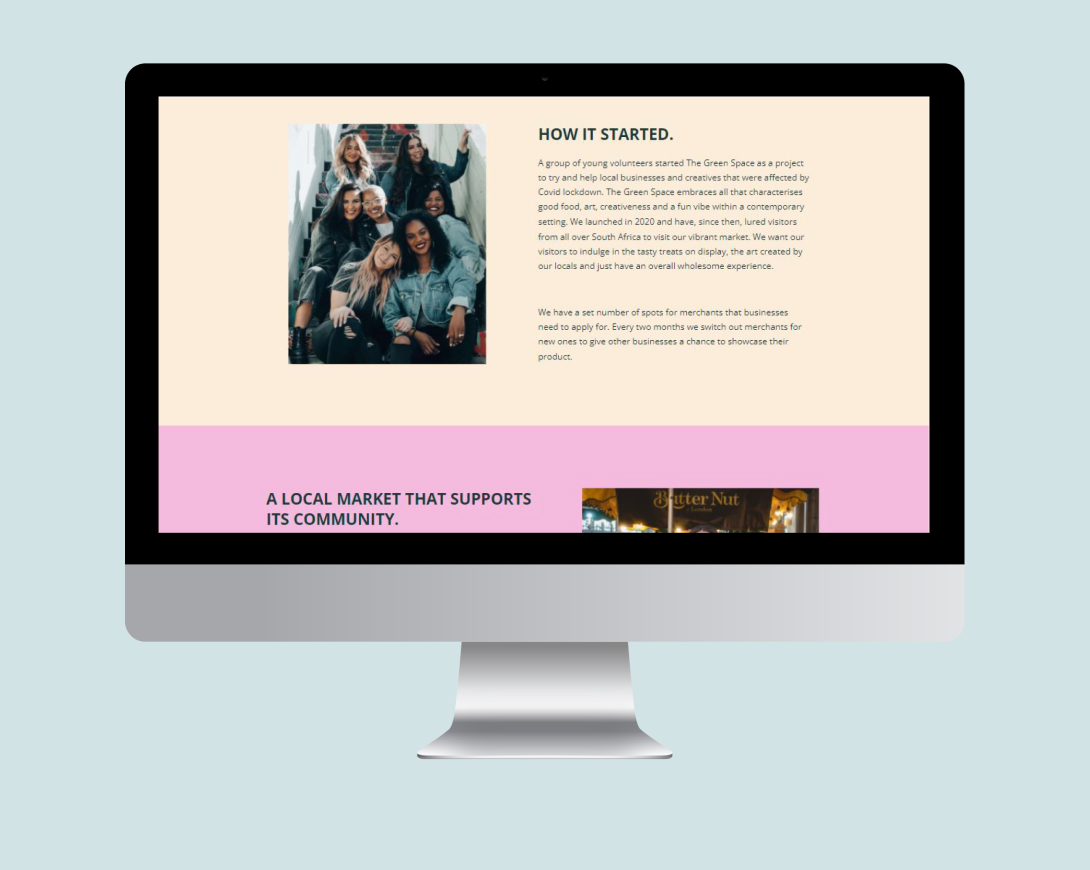 HOW IT STARTED.
A group of young volunteers started The Green Space as a project
to try and help local businesses and creatives that were affected by
Covid lockdown. The Green Space embraces all that characterises
good food, art, creativeness and a fun vibe within a contemporary
setting. We launched in 2020 and have, since then, lured visitors
from all over South Africa to visit our vibrant market. We want our
visitors to indulge in the tasty treats on display, the art created by
our locals and just have an overall wholesome experience.
We have a set number of spots for merchants that businesses
need to apply for. Every two months we switch out merchants for
new ones to give other businesses a chance to showcase their
product.
A LOCAL MARKET THAT SUPPORTS
ITS COMMUNITY.
Butter Nut
London